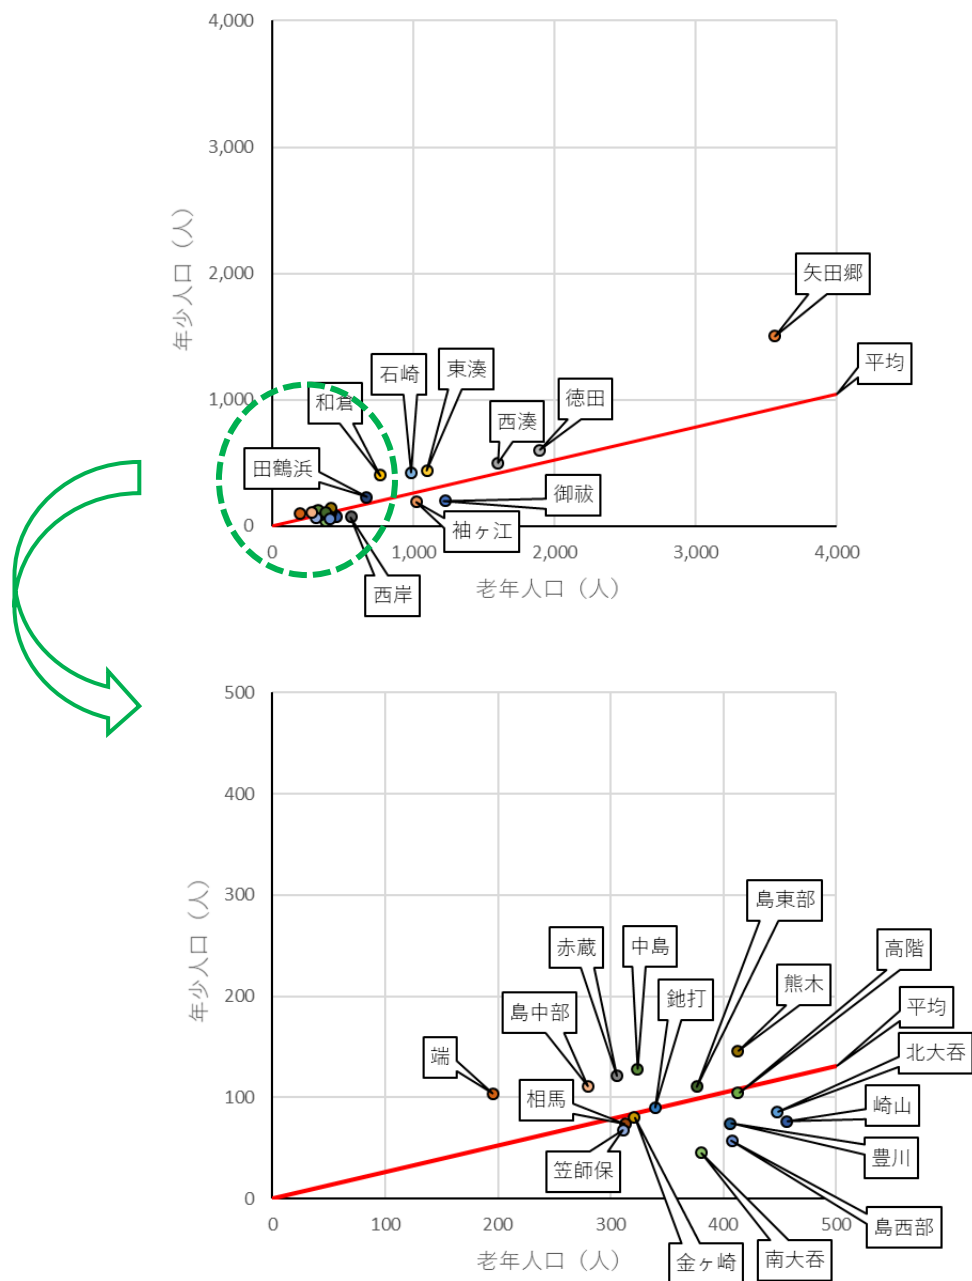 4,000
3,000
2,000
1,000
0
年少人口（人）
矢田郷
平均
東湊
石崎
和倉
徳田
西湊
田鶴浜
御祓
袖ヶ江
西岸
0
1,000
2,000
3,000
4,000
老年人口（人）
500
400
300
200
100
0
年少人口（人）
島東部
赤蔵
中島
高階
鉇打
熊木
島中部
平均
端
北大呑
相馬
崎山
笠師保
豊川
島西部
金ヶ崎
南大呑
0
100
200
300
400
500
老年人口（人）